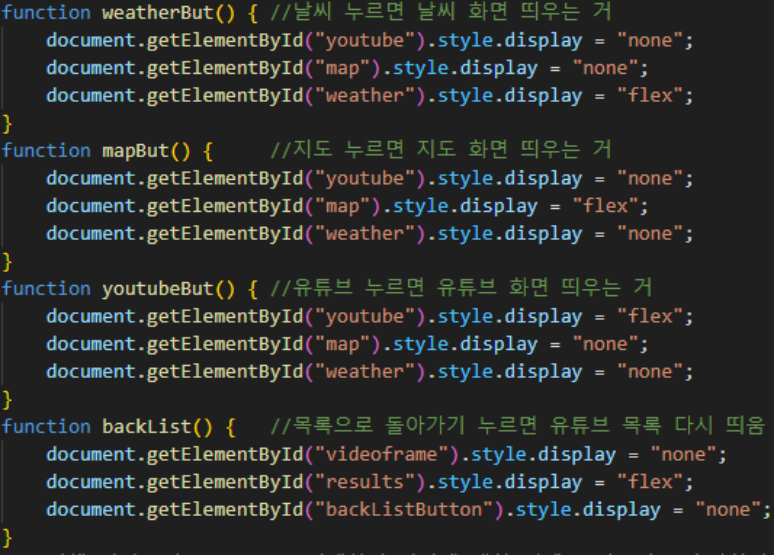 function weatherBut() { //날씨 누르면 날씨 화면 띄우는 거
    document.getElementById("youtube").style.display = "none";
    document.getElementById("map").style.display = "none";
    document.getElementById("weather").style.display = "flex";
}
function mapBut() {     //지도 누르면 지도 화면 띄우는 거
    document.getElementById("youtube").style.display = "none";
    document.getElementById("map").style.display = "flex";
    document.getElementById("weather").style.display = "none";
}
function youtubeBut() { //유튜브 누르면 유튜브 화면 띄우는 거
    document.getElementById("youtube").style.display = "flex";
    document.getElementById("map").style.display = "none";
    document.getElementById("weather").style.display = "none";
}
function backList() {   //목록으로 돌아가기 누르면 유튜브 목록 다시 띄움
    document.getElementById("videoframe").style.display = "none";
    document.getElementById("results").style.display = "flex";
    document.getElementById("backListButton").style.display = "none";
}